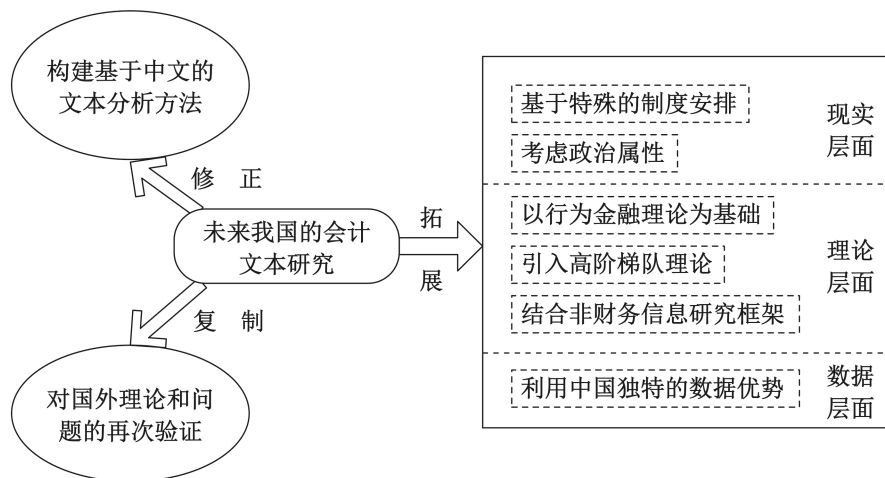 构建基于中文的
文本分析方法
修 正
未来我国的会计
文本研究
复 制
对国外理论和问
题的再次验证
拓
展
基于特殊的制度安排
考虑政治属性
现实
层面
以行为金融理论为基础
引入高阶梯队理论
结合非财务信息研究框架
理论
层面
利用中国独特的数据优势
数据
层面